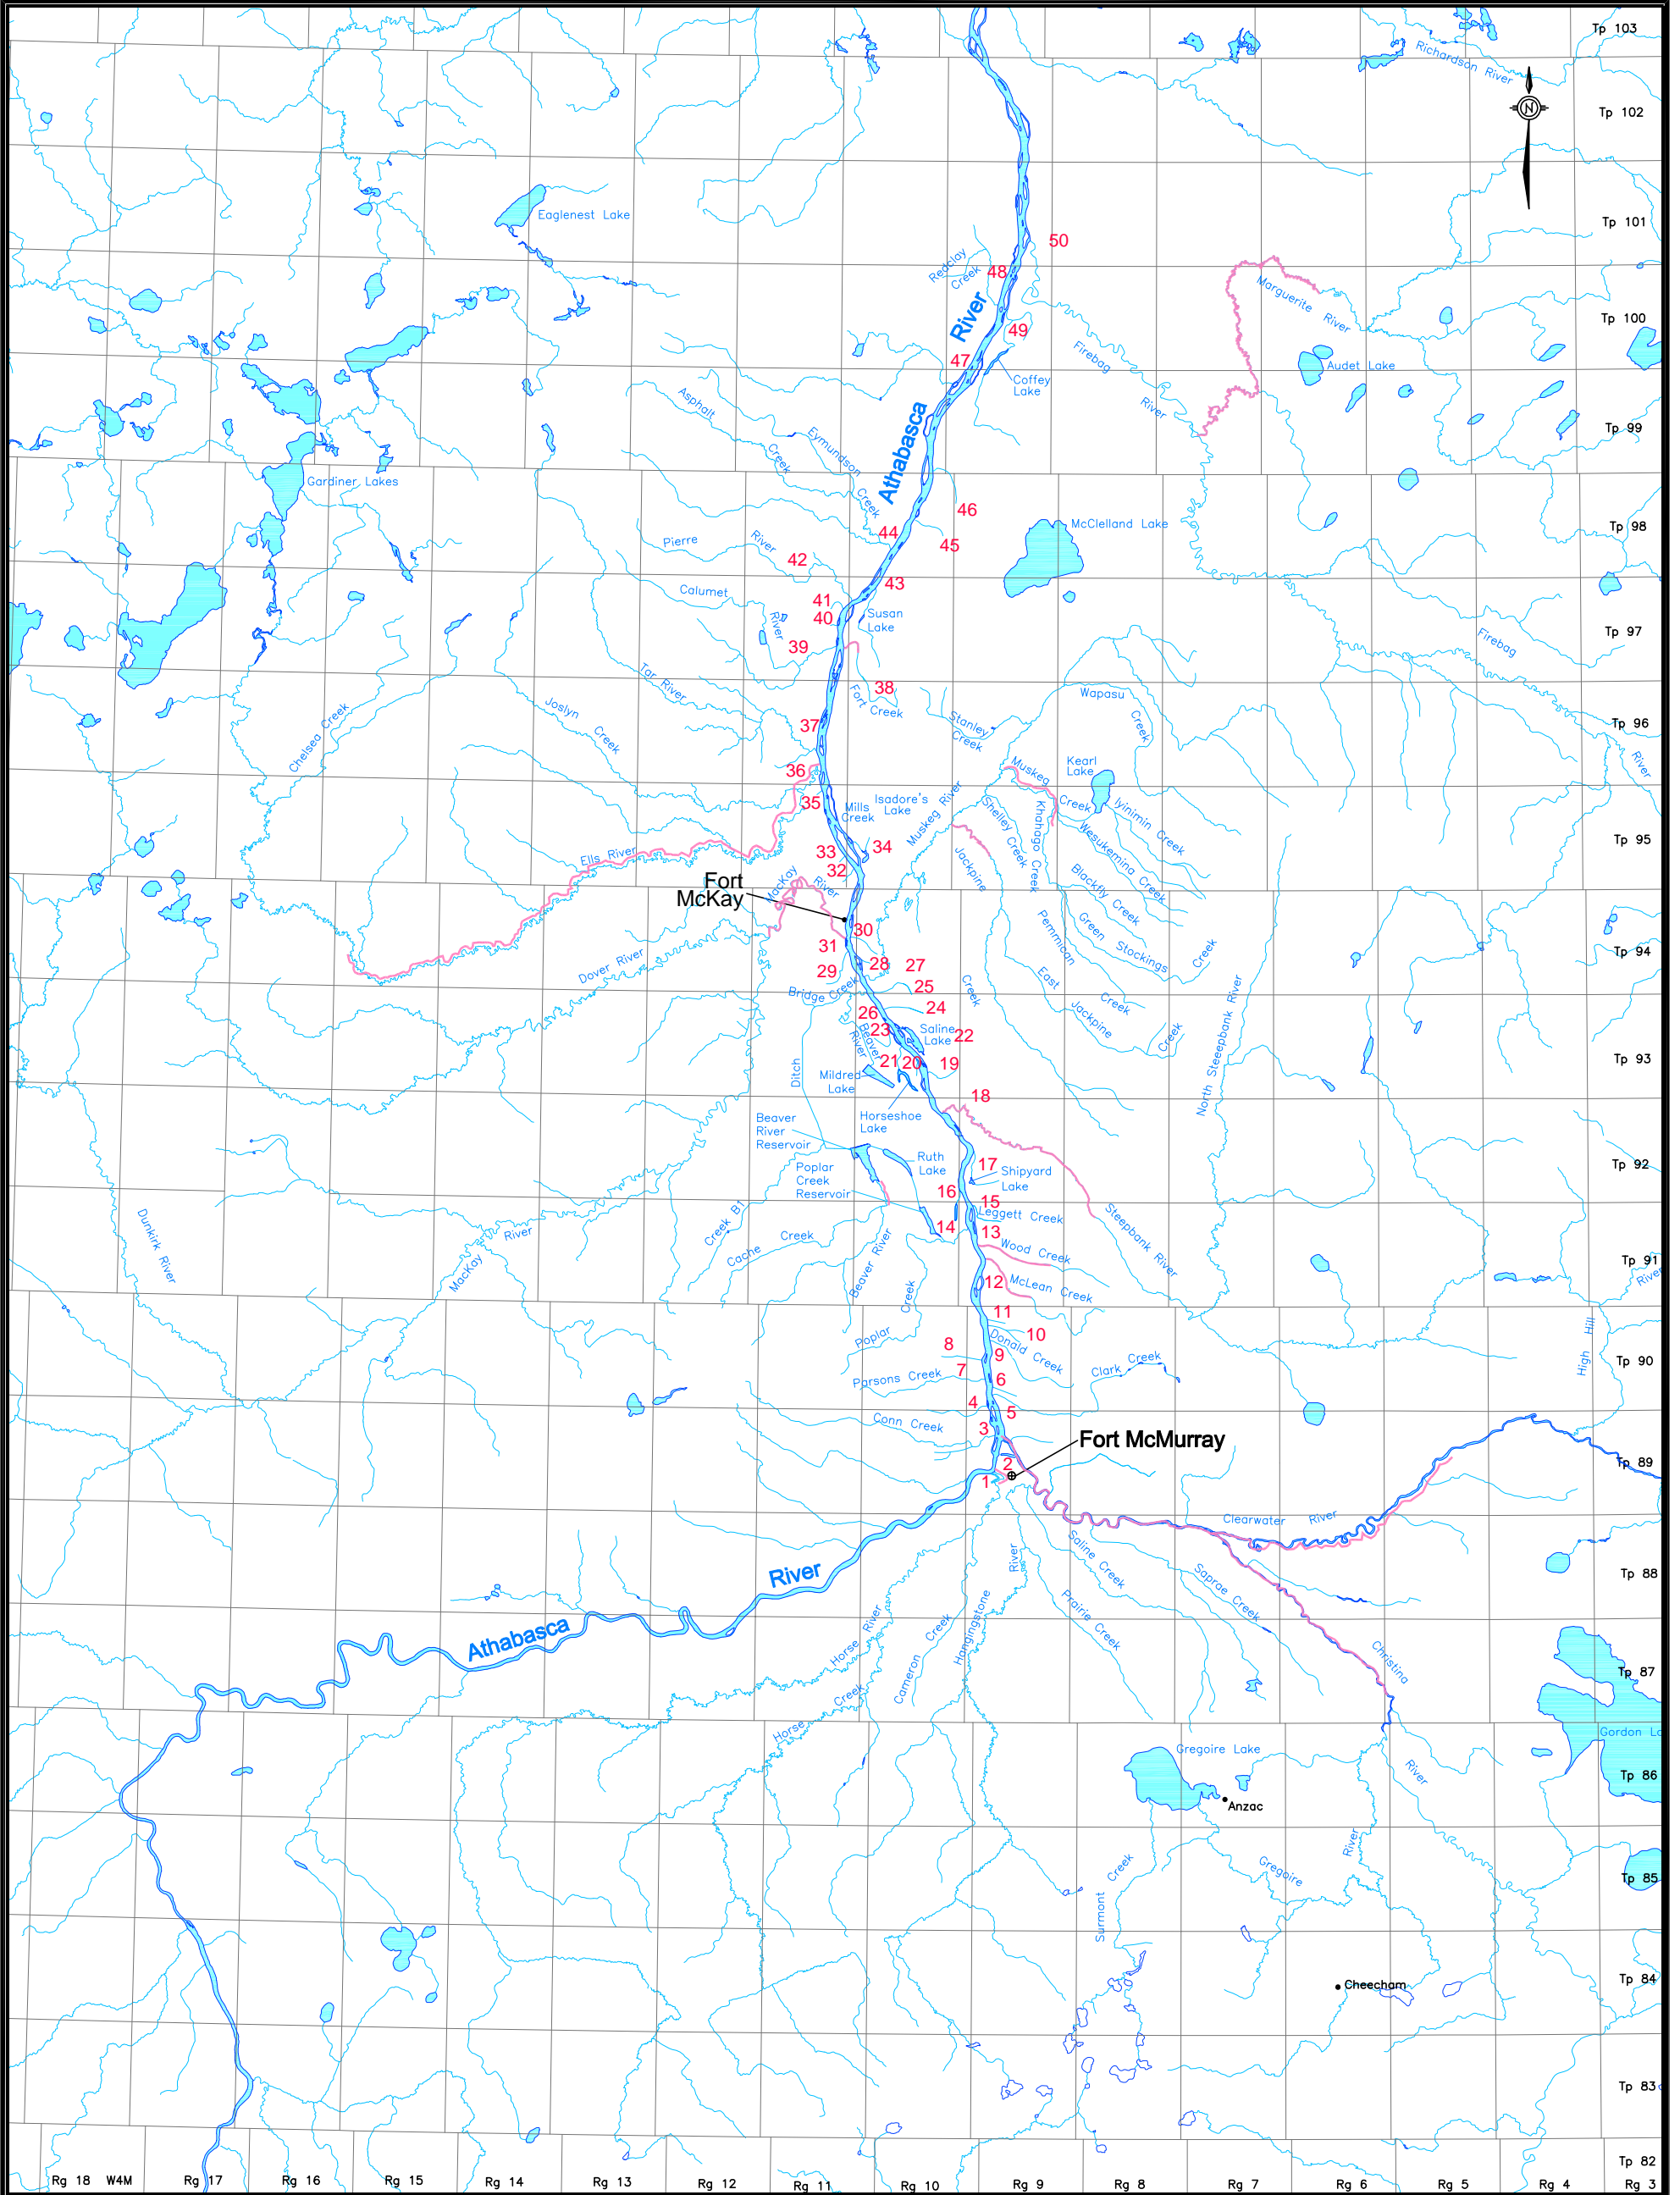 Tp 103
Richardson River
N
Tp 102
Eaglenest Lake
Tp 101
50
Redclay
Creek
48
Marguerite River
River
Tp 100
49
Firebag
47
Audet Lake
Coffey
Lake
River
Asphalt
Creek
Athabasca
Eymundson
Creek
Tp 99
Gardiner Lakes
46
McClelland Lake
Tp 98
44
Pierre
River
45
42
43
Calumet
River
41
40
Susan
Lake
Tp 97
Firebag
39
Tar River
38
Fort Creek
Wapasu
Creek
Joslyn
Creek
Chelsea Creek
Stanley
Creek
37
Tp 96
River
Kearl
Lake
36
Muskeg
Creek
35
Mills
Creek
Isadore's
Lake
Muskeg River
Shelley Creek
Khahago Creek
Iyinimin Creek
Wesukemina Creek
Tp 95
34
33
32
Ells River
Jackpine
Creek
MacKay
River
Fort
McKay
Blackfly Creek
Green Stockings
Creek
Pemmican
Creek
30
31
Tp 94
Dover River
28
27
29
East
Jackpine
Creek
25
Bridge Creek
24
North Steeepbank River
26
23
Beaver
River
Saline
Lake
22
21
20
19
Tp 93
Ditch
Mildred
Lake
18
Horseshoe
Lake
Beaver
River
Reservoir
Ruth
Lake
17
Shipyard
Lake
Tp 92
Poplar
Creek
Reservoir
16
15
Leggett Creek
Steepbank River
Dunkirk River
Creek B1
14
13
MacKay
River
Cache Creek
Wood Creek
Beaver River
Tp 91
River
12
McLean Creek
Poplar
Creek
11
10
Donald Creek
High Hill
8
9
Clark Creek
Tp 90
7
Parsons Creek
6
4
5
Conn Creek
3
Fort McMurray
2
Tp 89
1
Clearwater River
River
Saline Creek
Saprae Creek
Tp 88
Athabasca
River
Horse River
Cameron
Creek
Hangingstone
Prairie Creek
Christina
River
Tp 87
Horse
Creek
Gregoire Lake
Gordon La
Tp 86
Anzac
Surmont
Creek
Gregoire
River
Tp 85
Cheecham
Tp 84
Tp 83
Tp 82
Rg 18 W4M
Rg 17
Rg 16
Rg 15
Rg 14
Rg 13
Rg 12
Rg 11
Rg 10
Rg 9
Rg 8
Rg 7
Rg 6
Rg 5
Rg 4
Rg 3